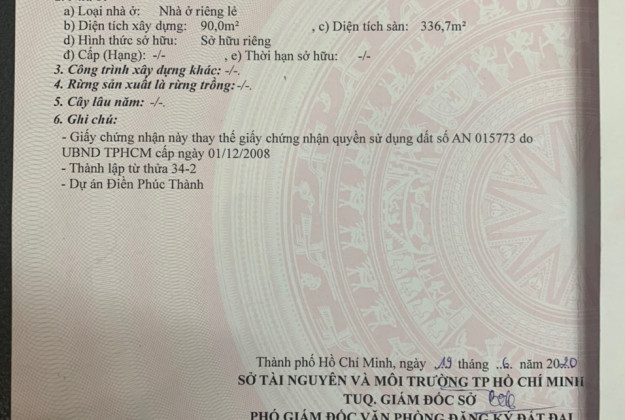 a) Loại nhà ở: Nhà ở riêng lẻ
b) Diện tích xây dựng: 90,0m² , c) Diện tích sàn: 336,7m²
d) Hình thức sở hữu: Sở hữu riêng
đ) Cấp (Hạng): -/- , e) Thời hạn sở hữu: -/-
3. Công trình xây dựng khác: -/-.
4. Rừng sản xuất là rừng trồng: -/-.
5. Cây lâu năm: -/-.
6. Ghi chú:
- Giấy chứng nhận này thay thế giấy chứng nhận quyền sử dụng đất số AN 015773 do
UBND TPHCM cấp ngày 01/12/2008
- Thành lập từ thửa 34-2
- Dự án Điền Phúc Thành
Thành phố Hồ Chí Minh, ngày 19 tháng ..6. năm 2020
SỞ TÀI NGUYÊN VÀ MÔI TRƯỜNG TP HỒ CHÍ MINH
TUQ. GIÁM ĐỐC SỞ
PHÓ GIÁM ĐỐC VĂN PHÒNG ĐĂNG KÝ ĐẤT ĐAI